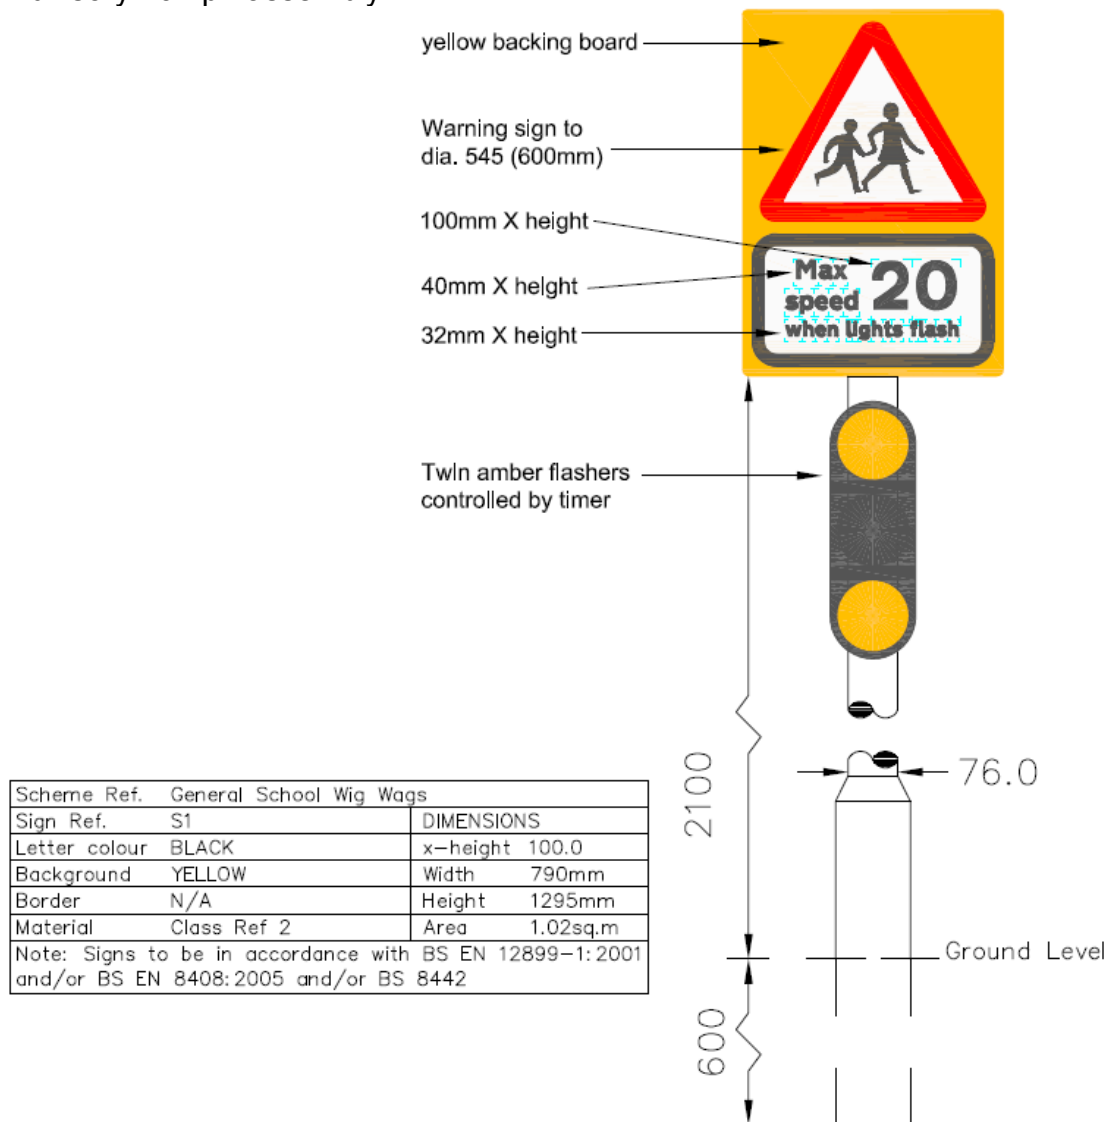 yellow backing board
Warning sign to
dia. 545 (600mm)
100mm X height
40mm X height
32mm X height
Max
speed
20
when lights flash
Twin amber flashers
controlled by timer
2100
76.0
Scheme Ref. General School Wig Wags
Sign Ref. S1 DIMENSIONS
Letter colour BLACK x-height 100.0
Background YELLOW Width 790mm
Border N/A Height 1295mm
Material Class Ref 2 Area 1.02sq.m
Note: Signs to be in accordance with BS EN 12899-1:2001
and/or BS EN 8408:2005 and/or BS 8442
Ground Level
600